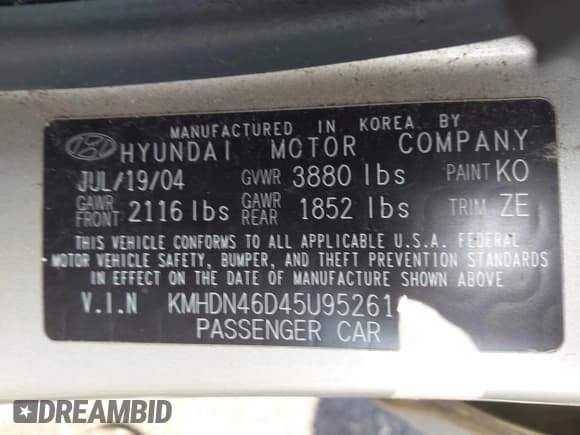 MANUFACTURED IN KOREA BY
HYUNDAI MOTOR COMPANY
JUL/19/04 GVWR 3880 lbs PAINT KO
GAWR FRONT 2116 lbs GAWR REAR 1852 lbs TRIM ZE
THIS VEHICLE CONFORMS TO ALL APPLICABLE U.S.A. FEDERAL
MOTOR VEHICLE SAFETY, BUMPER, AND THEFT PREVENTION STANDARDS
IN EFFECT ON THE DATE OF MANUFACTURE SHOWN ABOVE
V.I.N KMHDN46D45U95261
PASSENGER CAR
DREAMBID